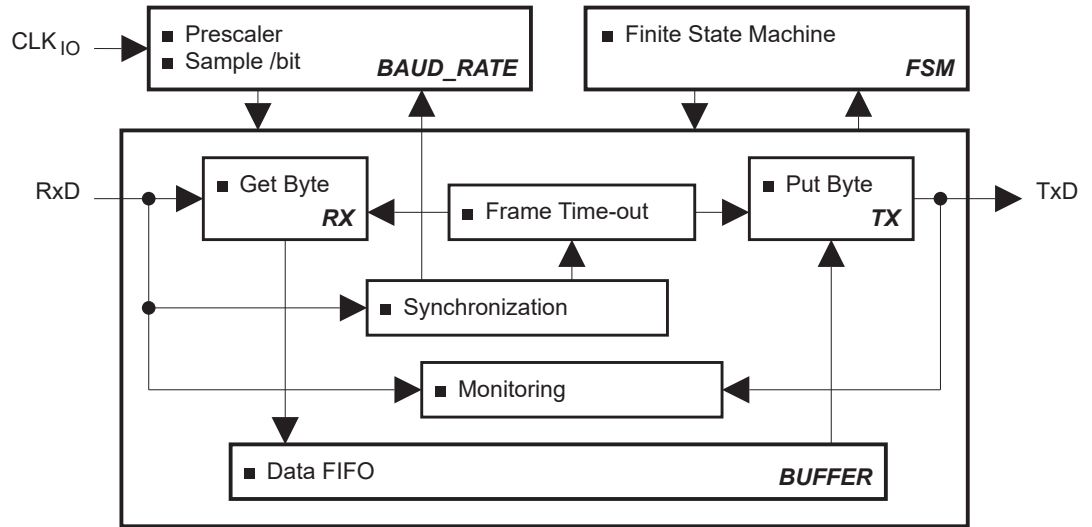 CLK IO
■ Prescaler
■ Sample /bit
BAUD_RATE
■ Finite State Machine
FSM
RxD
■ Get Byte
RX
■ Frame Time-out
■ Put Byte
TX
TxD
■ Synchronization
■ Monitoring
■ Data FIFO
BUFFER